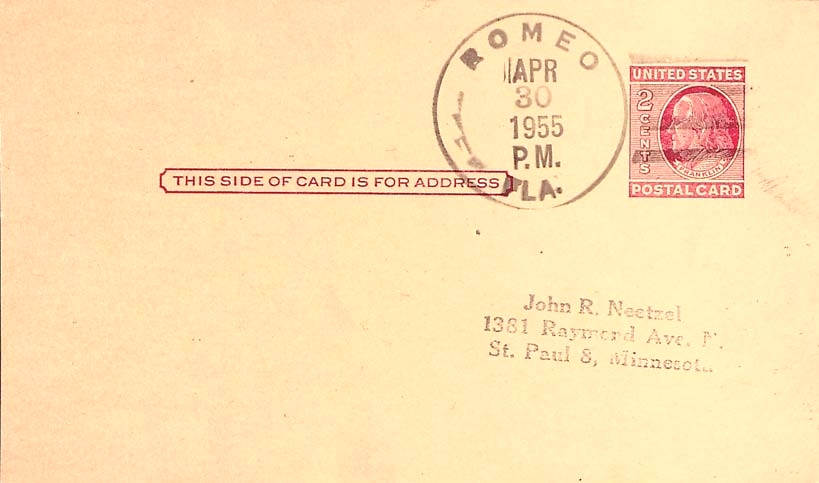 ROMEO
APR
30
1955
P.M.
FLA.
UNITED STATES
2 CENTS
FRANKLIN
POSTAL CARD
THIS SIDE OF CARD IS FOR ADDRESS
John R. Neetzel
1381 Raymond Ave. N.
St. Paul 8, Minnesota